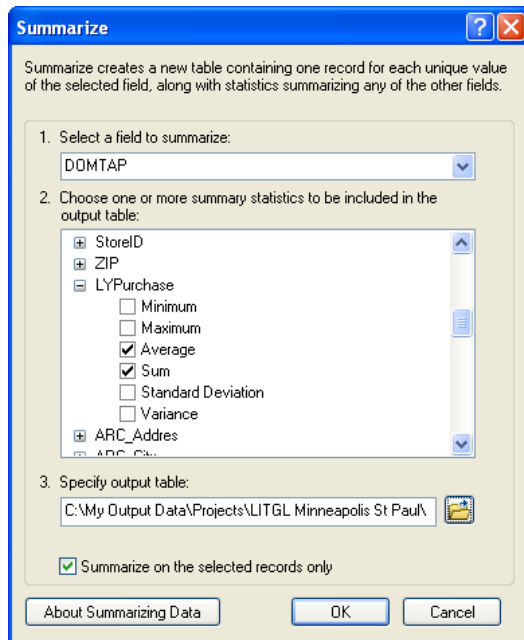 Summarize
Summarize creates a new table containing one record for each unique value
of the selected field, along with statistics summarizing any of the other fields.
1. Select a field to summarize:
DOMTAP
2. Choose one or more summary statistics to be included in the
output table:
StoreID
ZIP
LYPurchase
Minimum
Maximum
Average
Sum
Standard Deviation
Variance
ARC_Addres
ARC_City
3. Specify output table:
C:\My Output Data\Projects\LITGL Minneapolis St Paul\
Summarize on the selected records only
About Summarizing Data
OK
Cancel